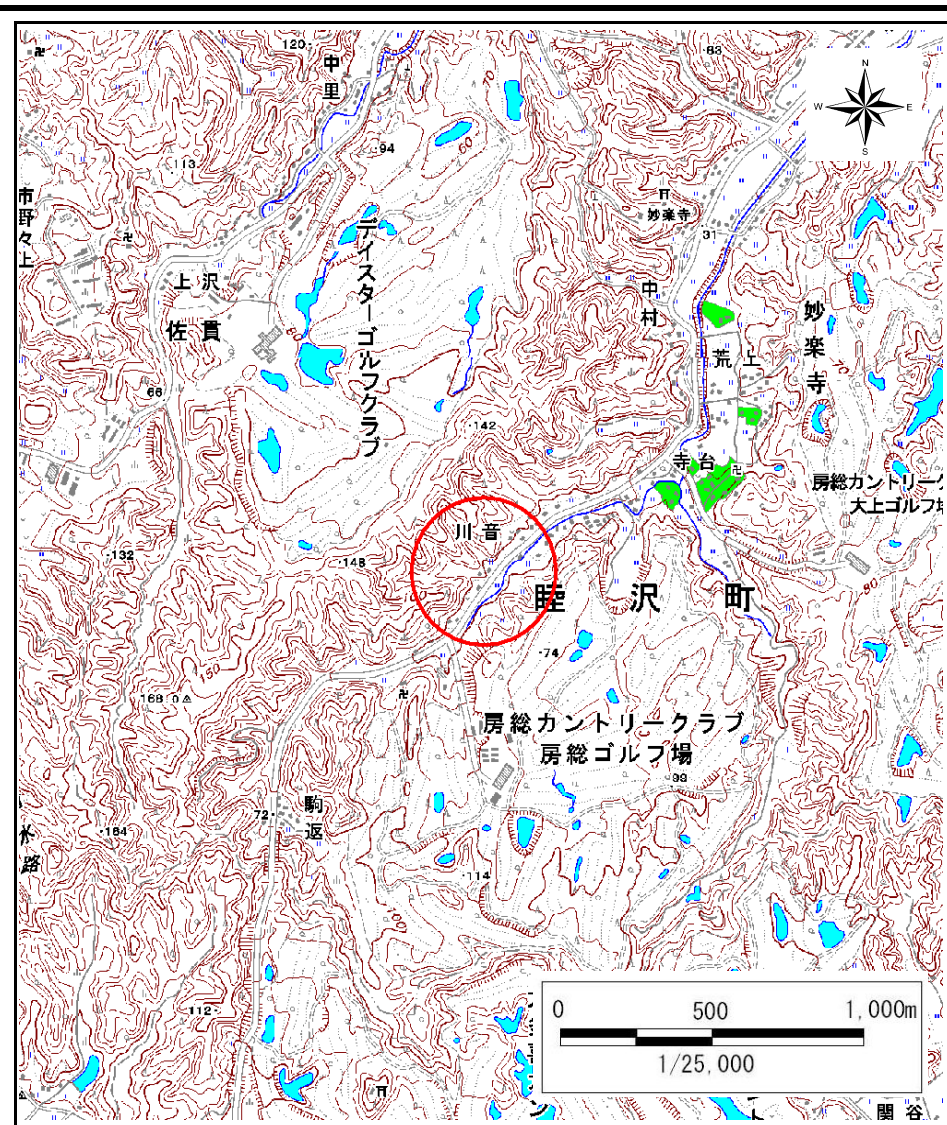 120
中里
83
N
W
E
S
94
60
113
市野々上
妙楽寺
31
デイスターゴルフクラブ
上沢
中村
妙楽寺
佐貫
荒上
66
142
寺台
房総カントリーク
大上ゴルフ場
川音
132
148
90
睦沢町
74
150
168.0
房総カントリークラブ
房総ゴルフ場
99
駒返
72
164
水路
114
112
0 500 1,000m
1/25,000
関谷